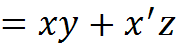 = xy + x′z